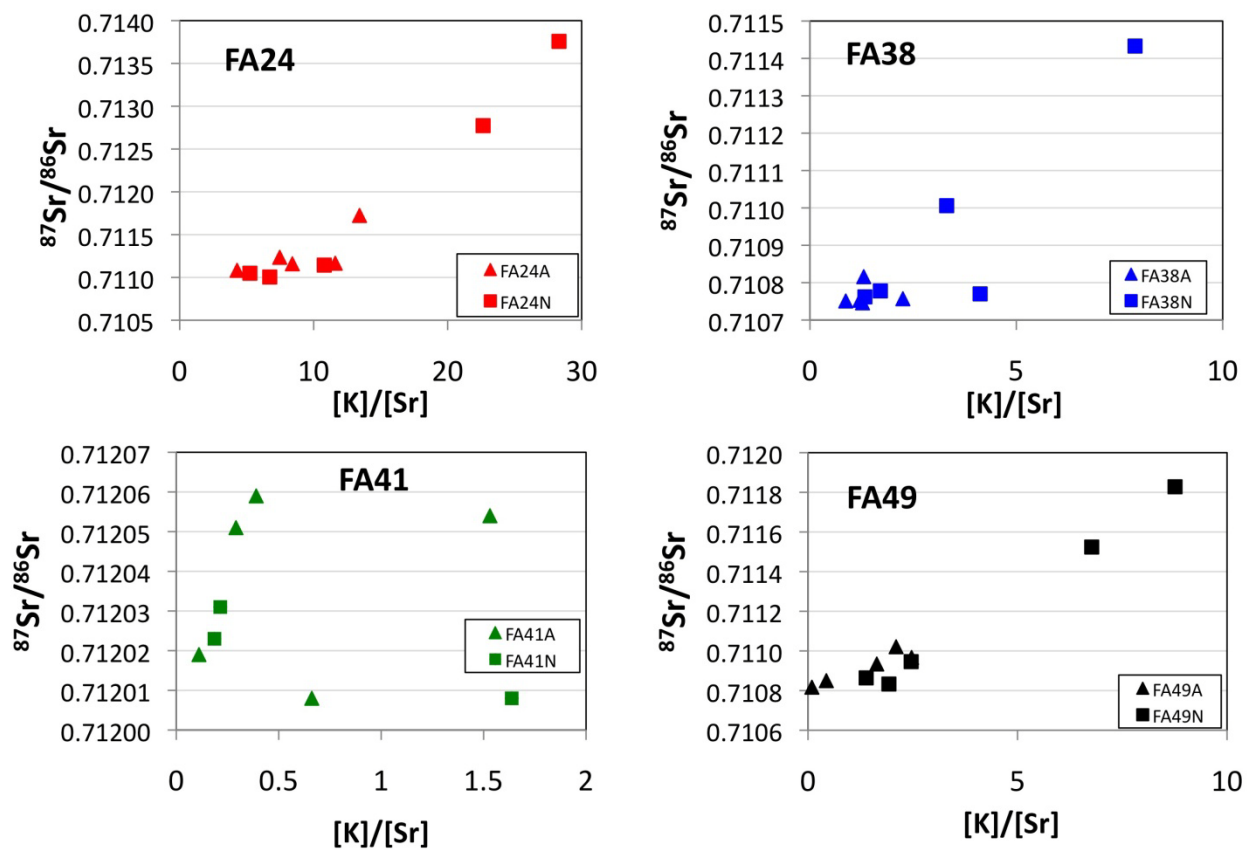 FA24
⁸⁷Sr/⁸⁶Sr
0.7140
0.7135
0.7130
0.7125
0.7120
0.7115
0.7110
0.7105
FA24A
FA24N
0 10 20 30
[K]/[Sr]
FA38
⁸⁷Sr/⁸⁶Sr
0.7115
0.7114
0.7113
0.7112
0.7111
0.7110
0.7109
0.7108
0.7107
FA38A
FA38N
0 5 10
[K]/[Sr]
FA41
⁸⁷Sr/⁸⁶Sr
0.71207
0.71206
0.71205
0.71204
0.71203
0.71202
0.71201
0.71200
FA41A
FA41N
0 0.5 1 1.5 2
[K]/[Sr]
FA49
⁸⁷Sr/⁸⁶Sr
0.7120
0.7118
0.7116
0.7114
0.7112
0.7110
0.7108
0.7106
FA49A
FA49N
0 5 10
[K]/[Sr]